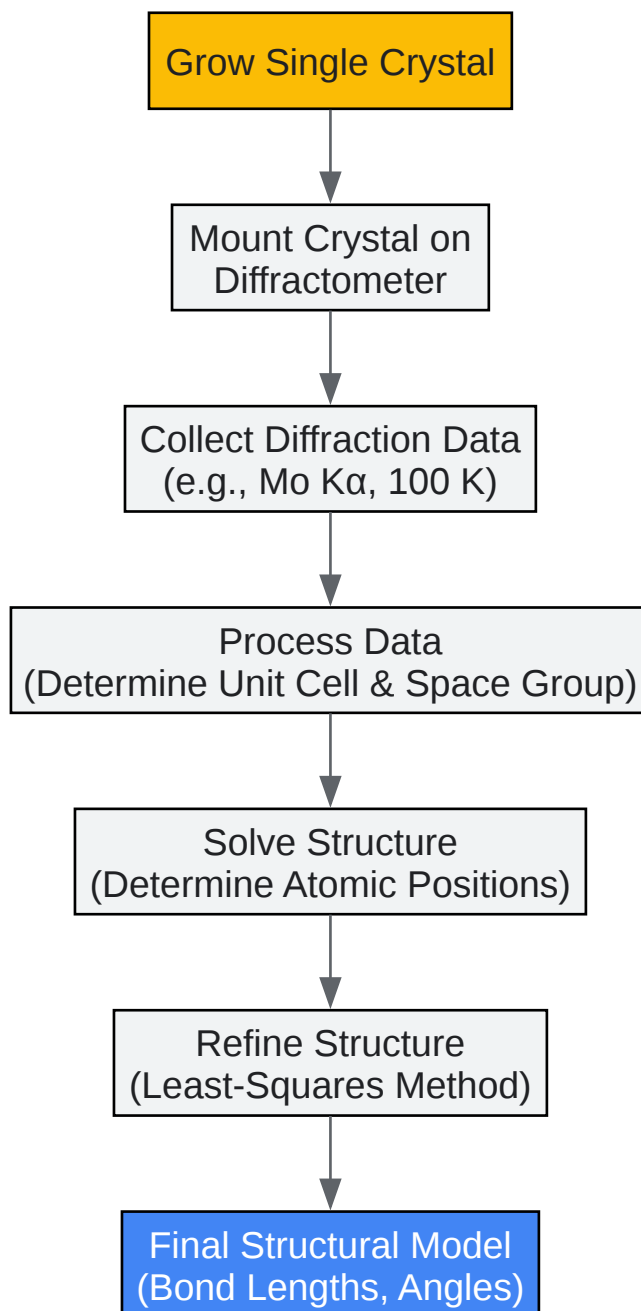 Grow Single Crystal
Mount Crystal on
Diffractometer
Collect Diffraction Data
(e.g., Mo Kα, 100 K)
Process Data
(Determine Unit Cell & Space Group)
Solve Structure
(Determine Atomic Positions)
Refine Structure
(Least-Squares Method)
Final Structural Model
(Bond Lengths, Angles)